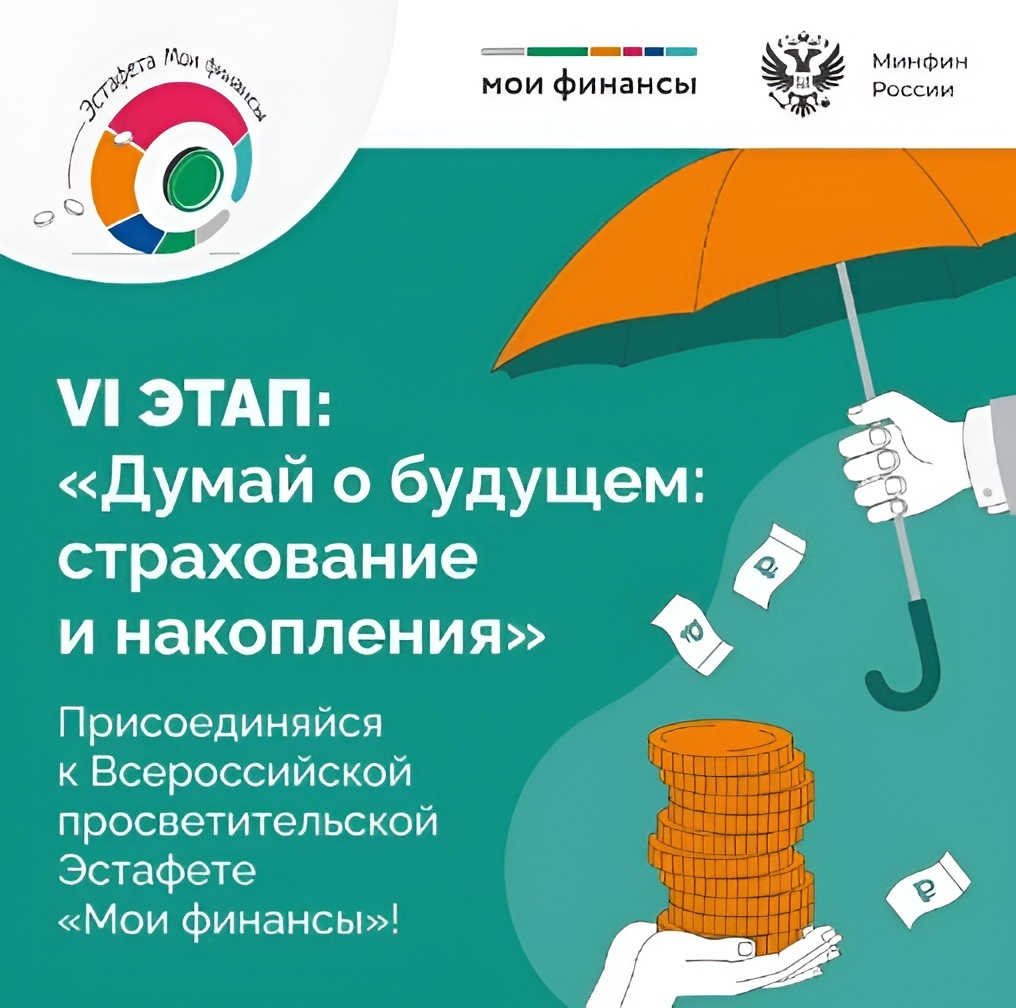 Эстафета Мои финансы
мои финансы
Минфин
России
VI ЭТАП:
«Думай о будущем:
страхование
и накопления»
Присоединяйся
к Всероссийской
просветительской
Эстафете
«Мои финансы»!